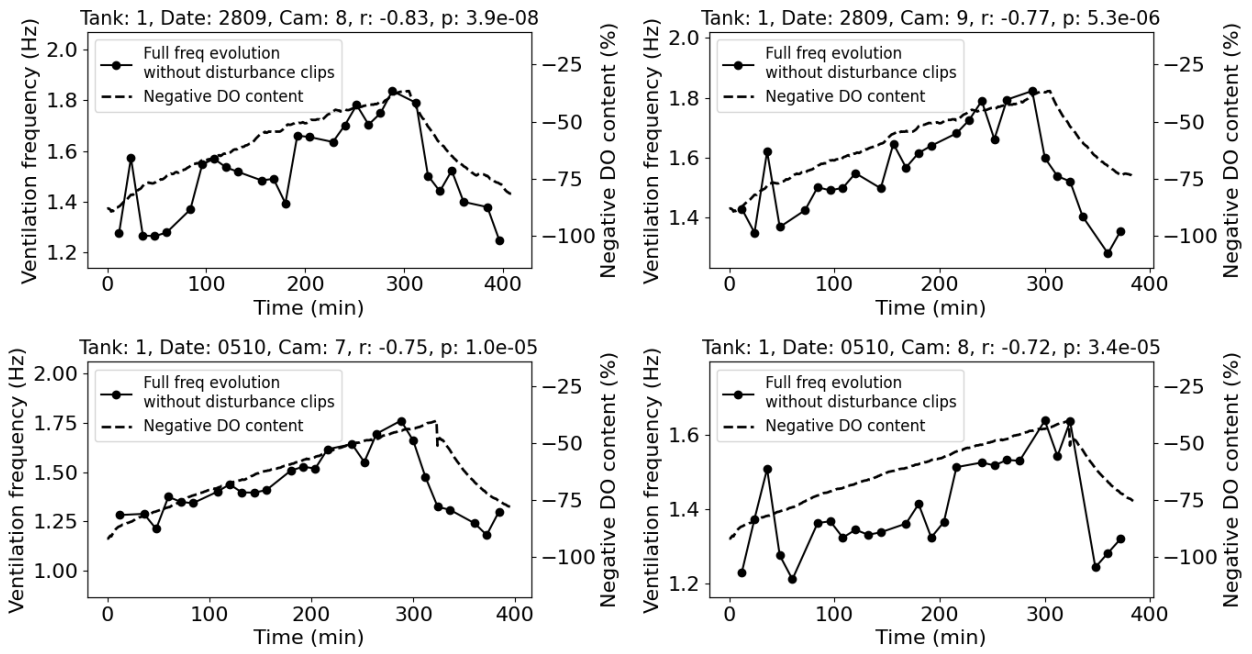 Tank: 1, Date: 2809, Cam: 8, r: -0.83, p: 3.9e-08
Ventilation frequency (Hz)
2.0
1.8
1.6
1.4
1.2
Full freq evolution
without disturbance clips
Negative DO content
−25
−50
−75
−100
Negative DO content (%)
0 100 200 300 400
Time (min)
Tank: 1, Date: 2809, Cam: 9, r: -0.77, p: 5.3e-06
Ventilation frequency (Hz)
2.0
1.8
1.6
1.4
Full freq evolution
without disturbance clips
Negative DO content
−25
−50
−75
−100
Negative DO content (%)
0 100 200 300 400
Time (min)
Tank: 1, Date: 0510, Cam: 7, r: -0.75, p: 1.0e-05
Ventilation frequency (Hz)
2.00
1.75
1.50
1.25
1.00
Full freq evolution
without disturbance clips
Negative DO content
−25
−50
−75
−100
Negative DO content (%)
0 100 200 300 400
Time (min)
Tank: 1, Date: 0510, Cam: 8, r: -0.72, p: 3.4e-05
Ventilation frequency (Hz)
1.6
1.4
1.2
Full freq evolution
without disturbance clips
Negative DO content
−25
−50
−75
−100
Negative DO content (%)
0 100 200 300 400
Time (min)